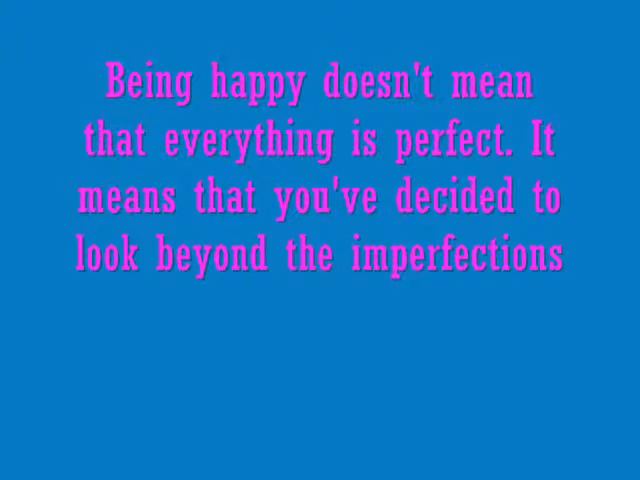 Being happy doesn't mean
that everything is perfect. It
means that you've decided to
look beyond the imperfections